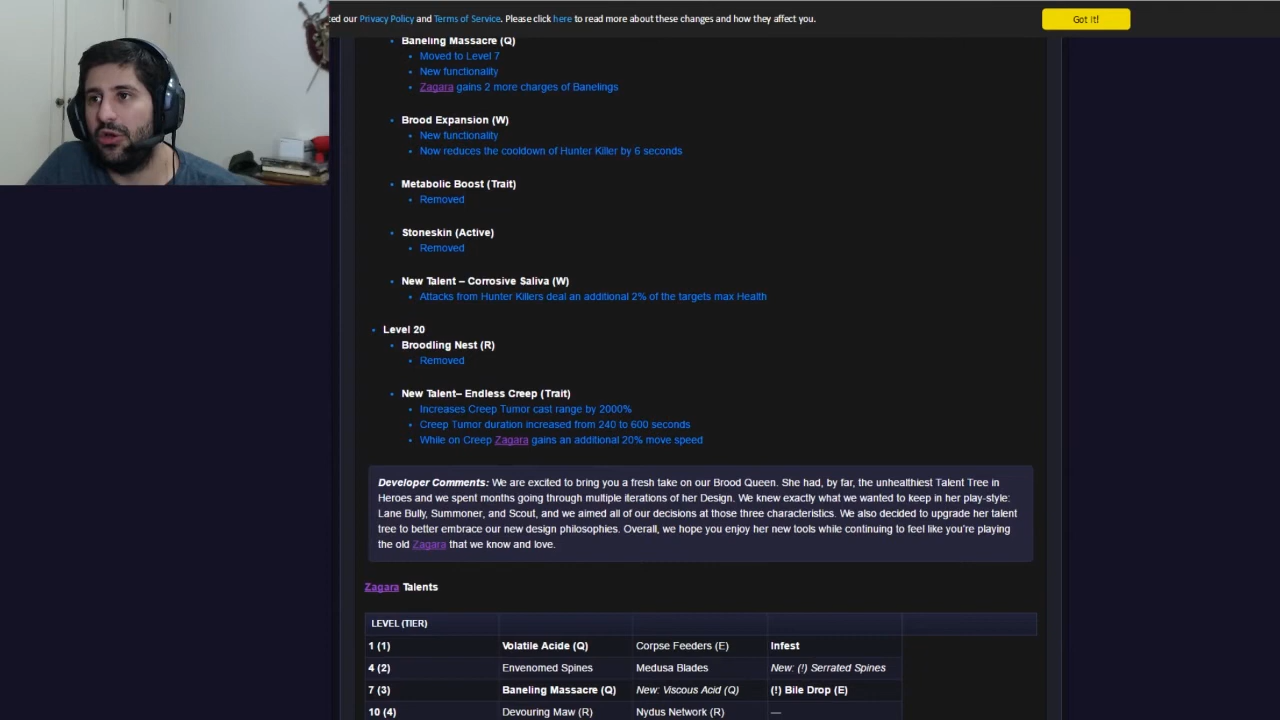 ted our Privacy Policy and Terms of Service. Please click here to read more about these changes and how they affect you.
Got it!
Baneling Massacre (Q)
Moved to Level 7
New functionality
Zagara gains 2 more charges of Banelings
Brood Expansion (W)
New functionality
Now reduces the cooldown of Hunter Killer by 6 seconds
Metabolic Boost (Trait)
Removed
Stoneskin (Active)
Removed
New Talent – Corrosive Saliva (W)
Attacks from Hunter Killers deal an additional 2% of the targets max Health
Level 20
Broodling Nest (R)
Removed
New Talent– Endless Creep (Trait)
Increases Creep Tumor cast range by 2000%
Creep Tumor duration increased from 240 to 600 seconds
While on Creep Zagara gains an additional 20% move speed
Developer Comments: We are excited to bring you a fresh take on our Brood Queen. She had, by far, the unhealthiest Talent Tree in
Heroes and we spent months going through multiple iterations of her Design. We knew exactly what we wanted to keep in her play-style:
Lane Bully, Summoner, and Scout, and we aimed all of our decisions at those three characteristics. We also decided to upgrade her talent
tree to better embrace our new design philosophies. Overall, we hope you enjoy her new tools while continuing to feel like you're playing
the old Zagara that we know and love.
Zagara Talents
LEVEL (TIER)
1 (1) Volatile Acide (Q) Corpse Feeders (E) Infest
4 (2) Envenomed Spines Medusa Blades New: (!) Serrated Spines
7 (3) Baneling Massacre (Q) New: Viscous Acid (Q) (!) Bile Drop (E)
10 (4) Devouring Maw (R) Nydus Network (R) —